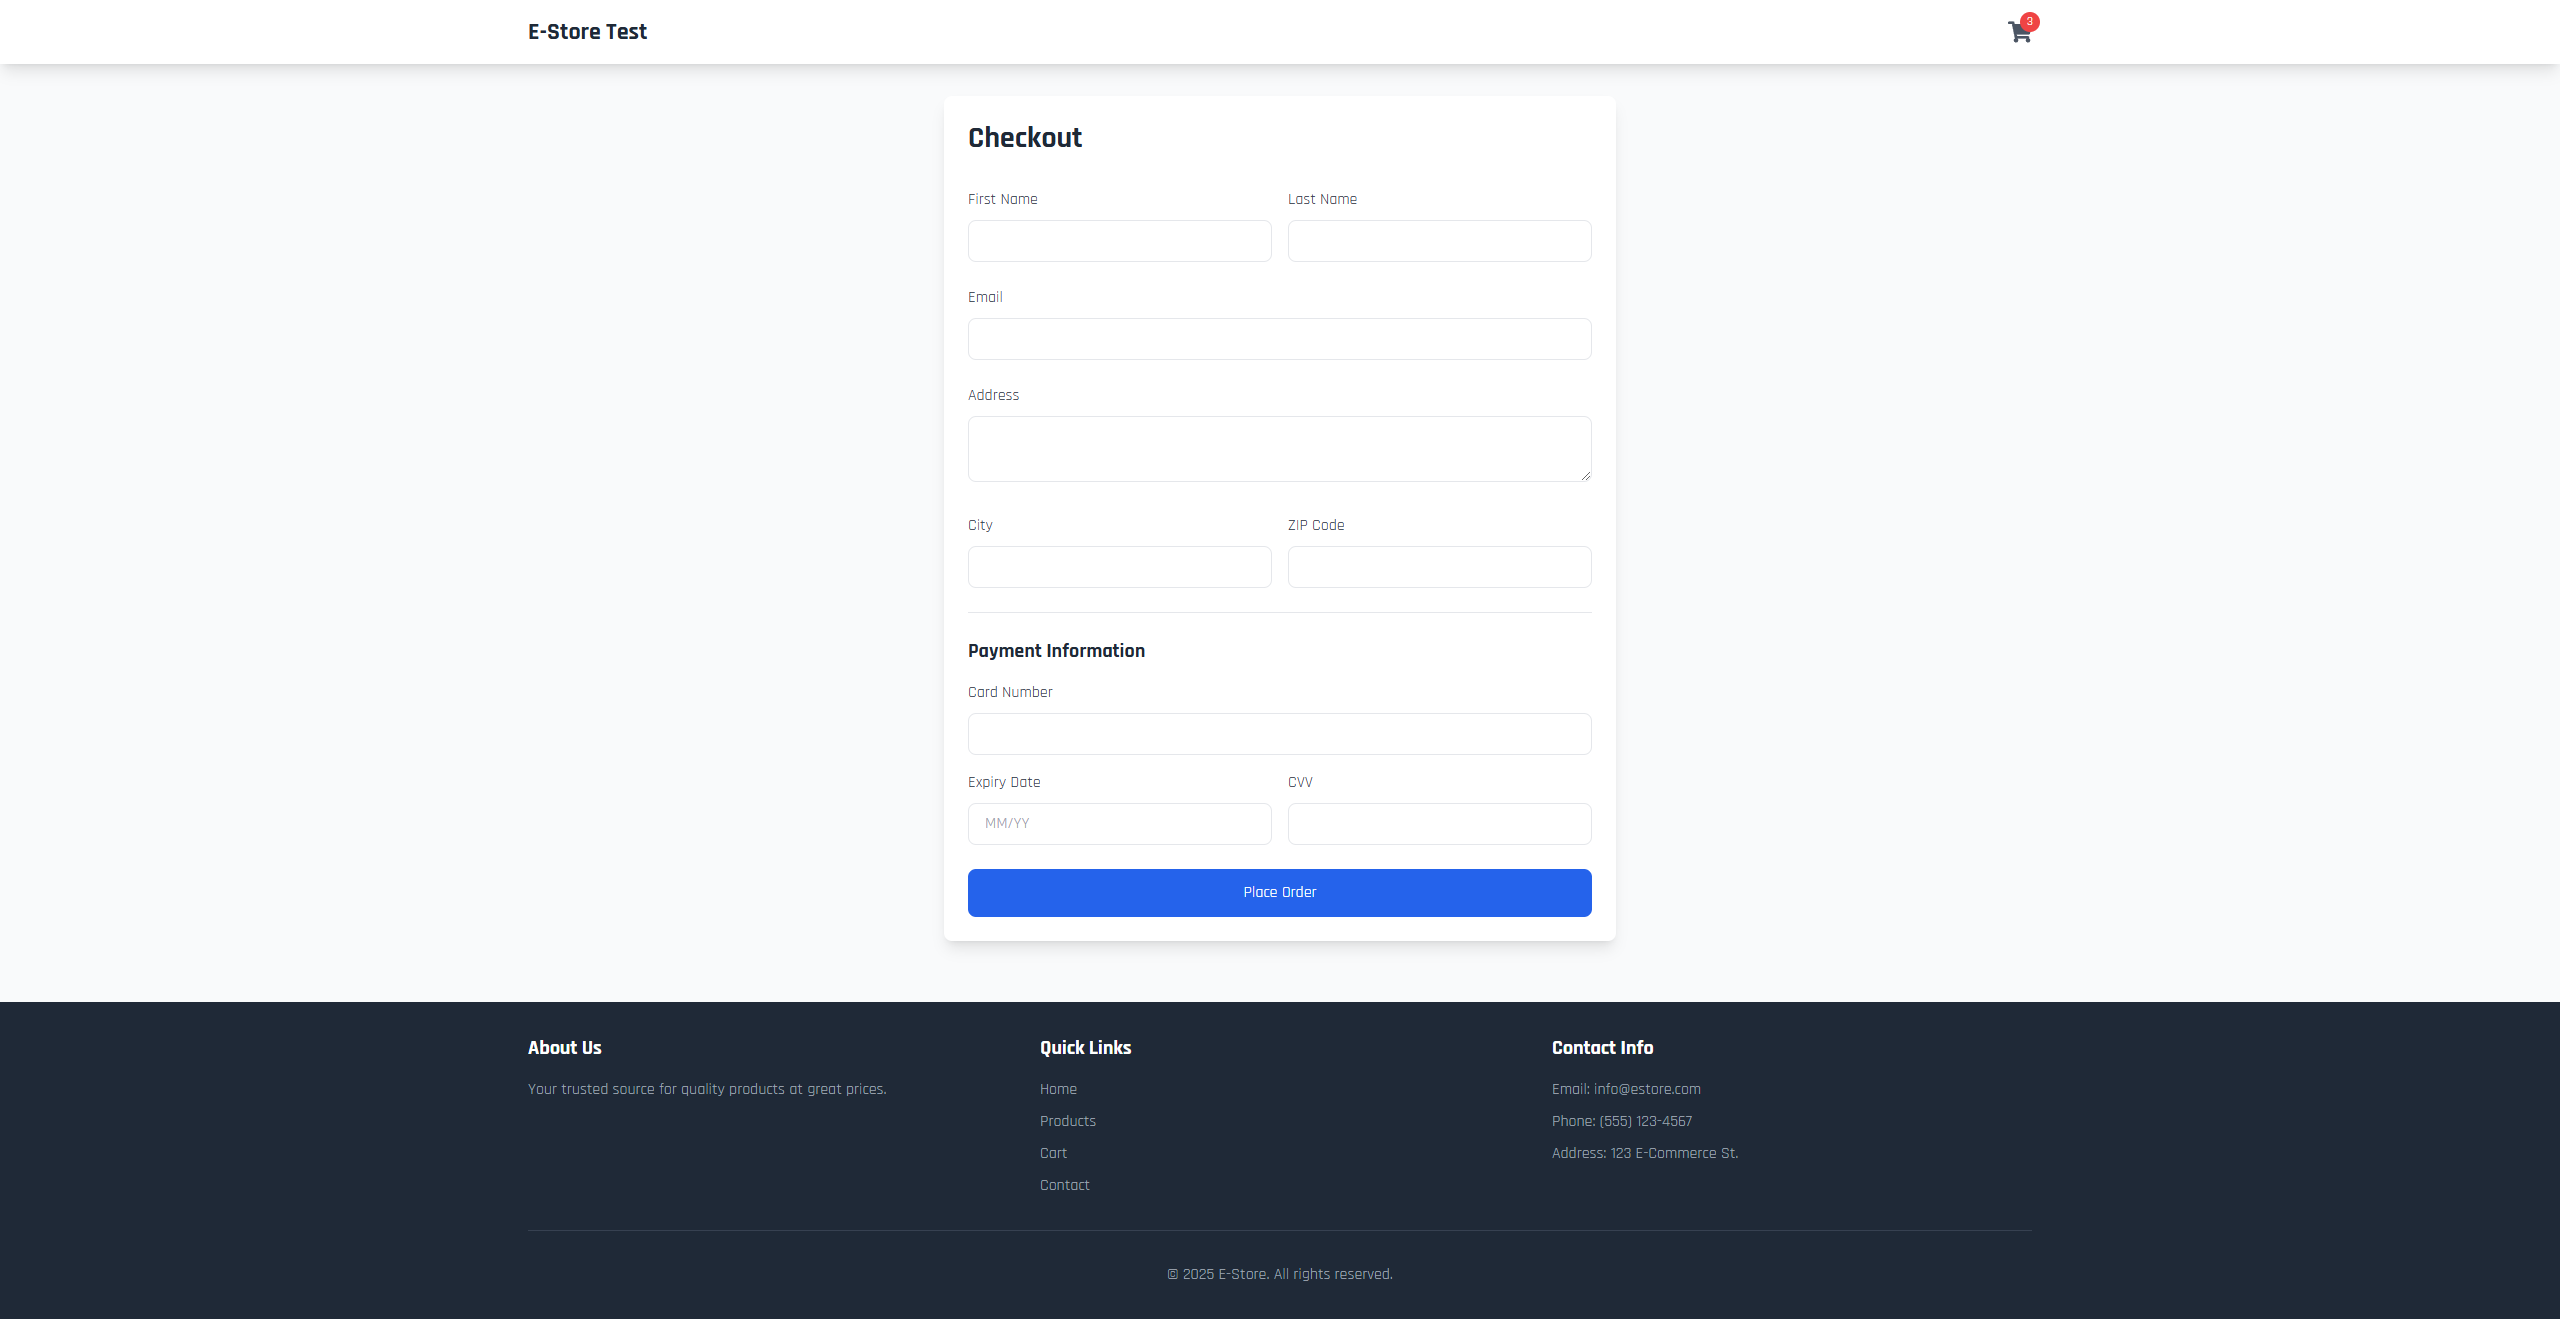 E-Store Test
3
Checkout
First Name
Last Name
Email
Address
City
ZIP Code
Payment Information
Card Number
Expiry Date
CVV
MM/YY
Place Order
About Us
Your trusted source for quality products at great prices.
Quick Links
Home
Products
Cart
Contact
Contact Info
Email: info@estore.com
Phone: (555) 123-4567
Address: 123 E-Commerce St.
© 2025 E-Store. All rights reserved.